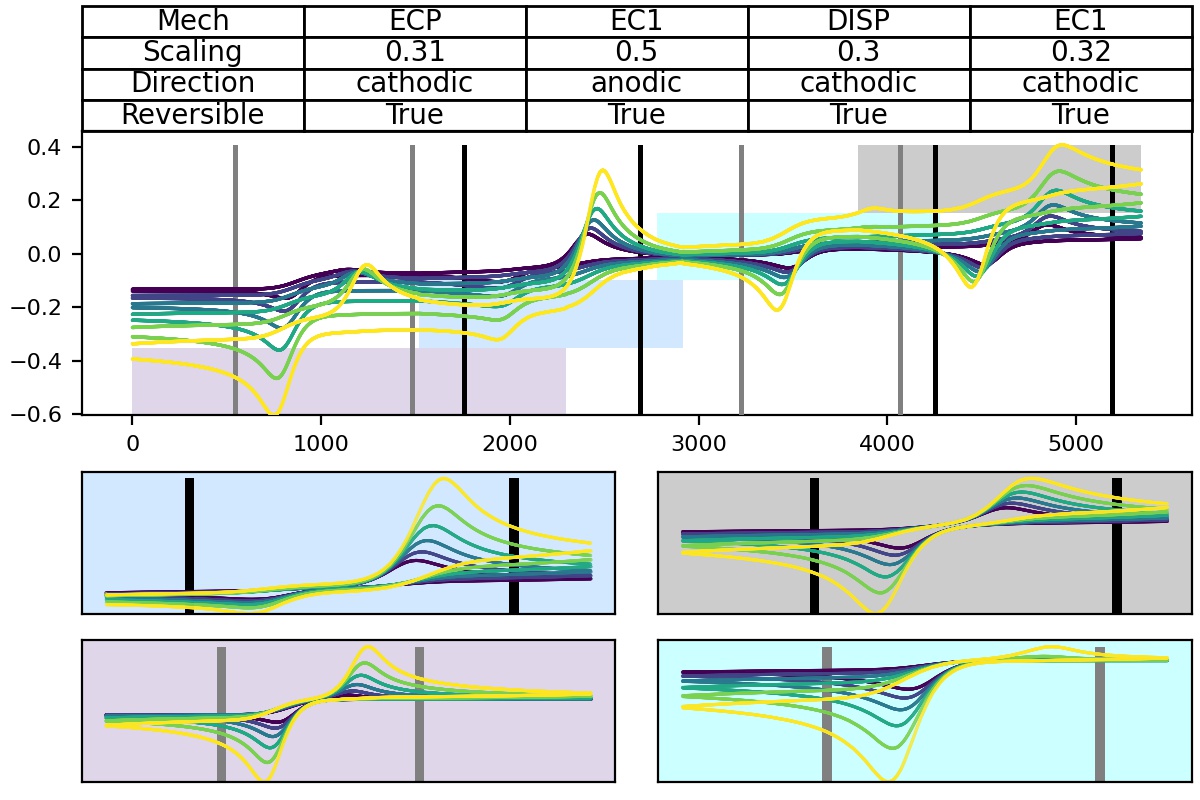 Mech ECP EC1 DISP EC1
Scaling 0.31 0.5 0.3 0.32
Direction cathodic anodic cathodic cathodic
Reversible True True True True
0.4
0.2
0.0
−0.2
−0.4
−0.6
0 1000 2000 3000 4000 5000